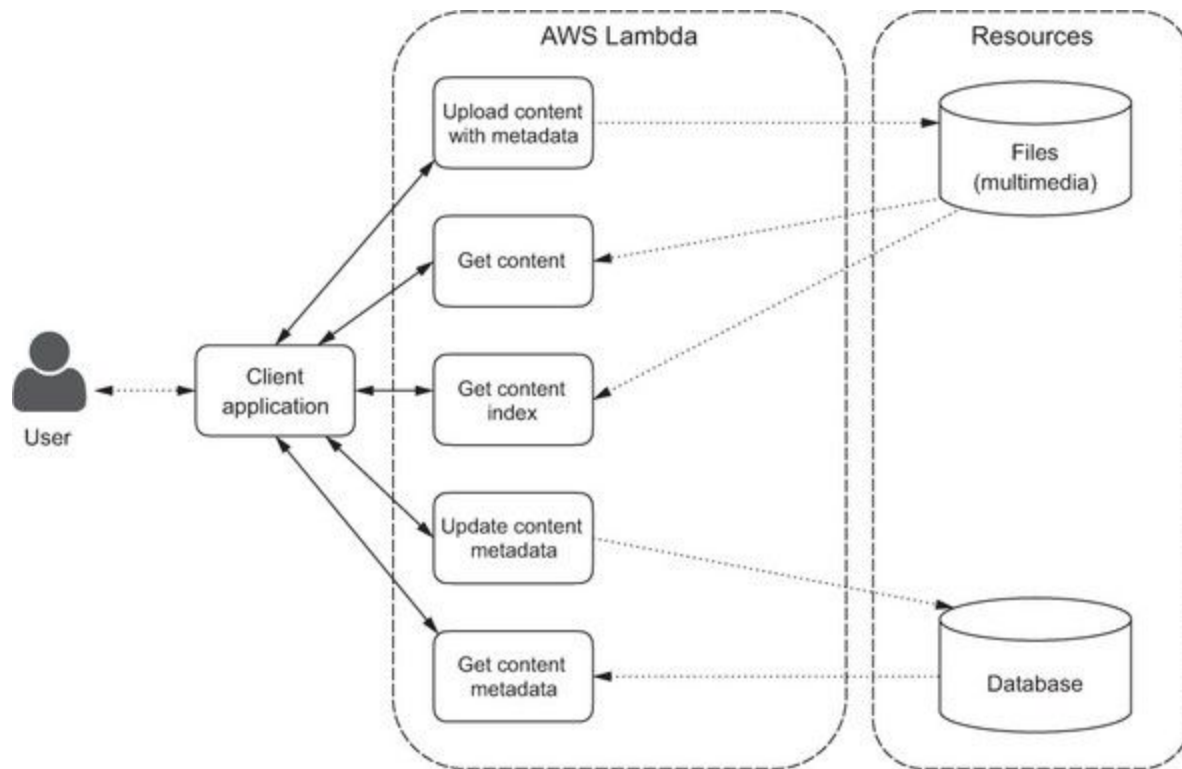 AWS Lambda
Resources
Upload content
with metadata
Files
(multimedia)
Get content
Client
application
Get content
index
User
Update content
metadata
Get content
metadata
Database